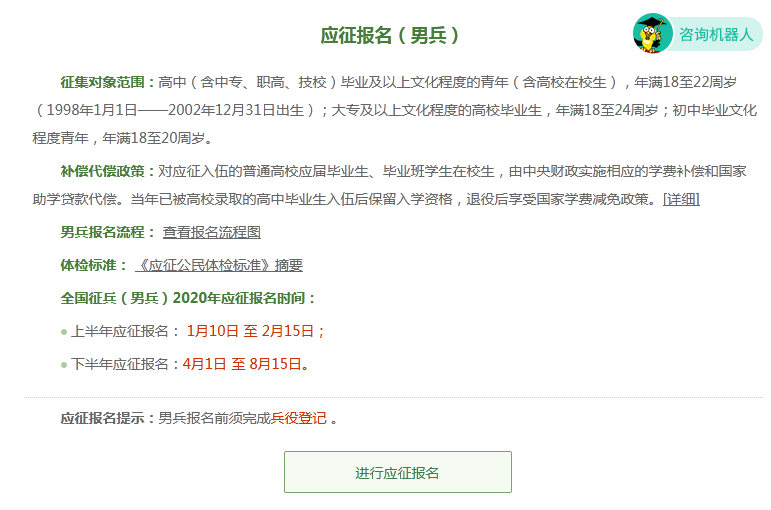 应征报名（男兵）
咨询机器人
征集对象范围：高中（含中专、职高、技校）毕业及以上文化程度的青年（含高校在校生），年满18至22周岁
（1998年1月1日——2002年12月31日出生）；大专及以上文化程度的高校毕业生，年满18至24周岁；初中毕业文化
程度青年，年满18至20周岁。
补偿代偿政策：对应征入伍的普通高校应届毕业生、毕业班学生在校生，由中央财政实施相应的学费补偿和国家
助学贷款代偿。当年已被高校录取的高中毕业生入伍后保留入学资格，退役后享受国家学费减免政策。[详细]
男兵报名流程： 查看报名流程图
体检标准： 《应征公民体检标准》摘要
全国征兵（男兵）2020年应征报名时间：
上半年应征报名： 1月10日 至 2月15日；
下半年应征报名：4月1日 至 8月15日。
应征报名提示：男兵报名前须完成兵役登记 。
进行应征报名